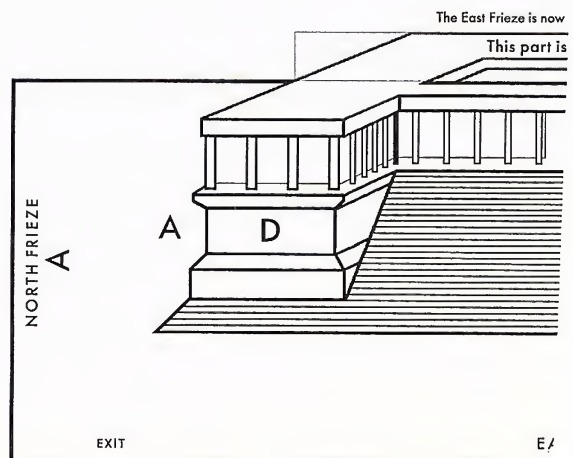 The East Frieze is now
This part is
NORTH FRIEZE
A
A
D
EXIT